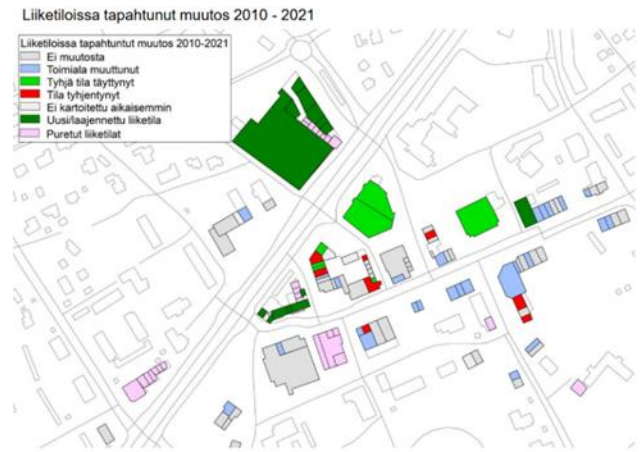 Liiketiloissa tapahtunut muutos 2010 - 2021
Liiketiloissa tapahtuntut muutos 2010-2021
Ei muutosta
Toimiala muuttunut
Tyhjä tila täyttynyt
Tila tyhjentynyt
Ei kartoitettu aikaisemmin
Uusi/laajennettu liiketila
Puretut liiketilat